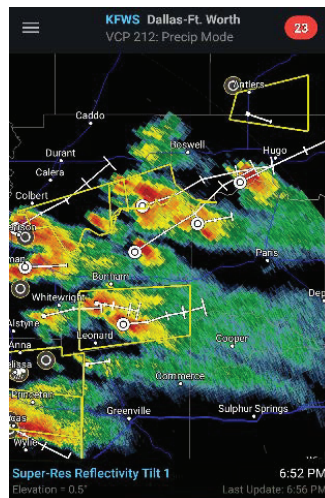 KFWS Dallas-Ft. Worth
VCP 212: Precip Mode
23
Antlers
Caddo
Boswell
Durant
Hugo
Calera
Colbert
Paris
Bonham
Whitewright
Alstyne
Leonard
Anna
Cooper
Commerce
Greenville
Sulphur Springs
Wylie
Super-Res Reflectivity Tilt 1
6:52 PM
Elevation = 0.5°
Last Update: 6:56 PM